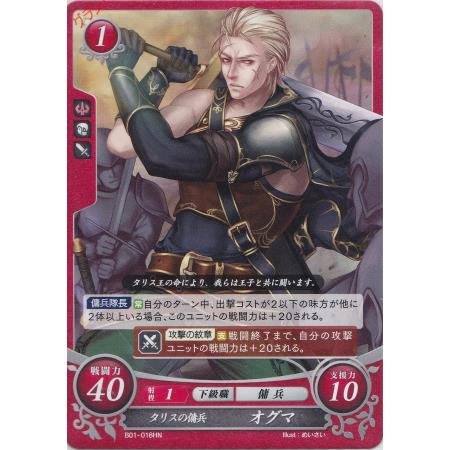 1
タリス王の命により、我らは王子と共に闘います。
傭兵隊長 常 自分のターン中、出撃コストが2以下の味方が他に
2体以上いる場合、このユニットの戦闘力は+20される。
攻撃の紋章 支 戦闘終了まで、自分の攻撃
ユニットの戦闘力は+20される。
戦闘力
40
射程 1 下級職 傭兵
支援力
10
タリスの傭兵 オグマ
B01-018HN
Illust:めいさい